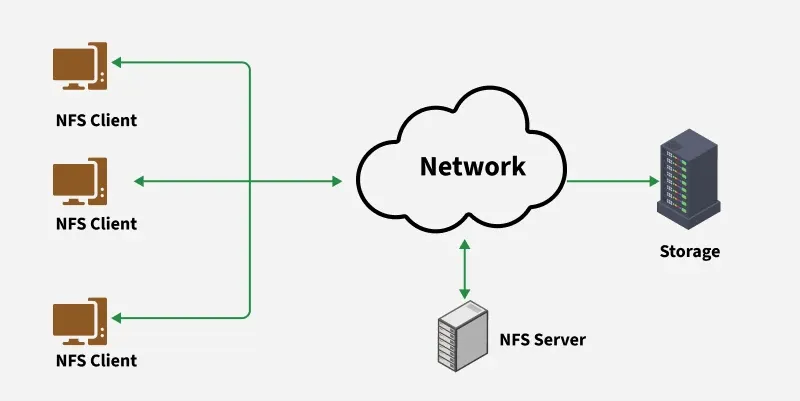 NFS Client
Network
NFS Client
Storage
NFS Server
NFS Client